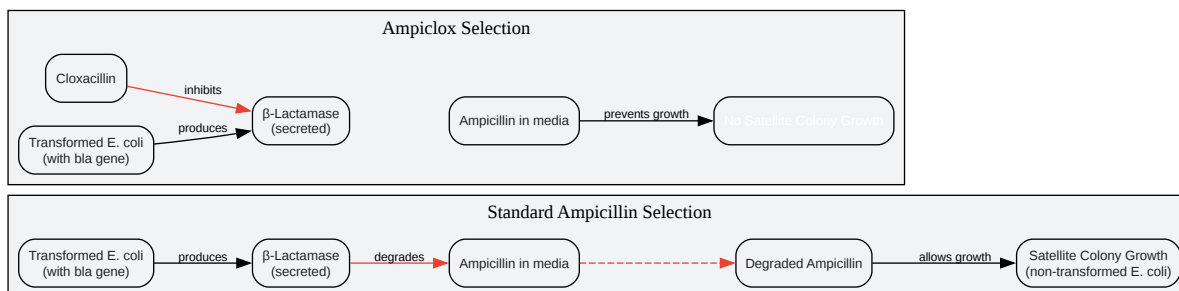 Ampiclox Selection
Cloxacillin
inhibits
β-Lactamase
(secreted)
produces
Transformed E. coli
(with bla gene)
Ampicillin in media
prevents growth
No Satellite Colony Growth
Standard Ampicillin Selection
Transformed E. coli
(with bla gene)
produces
β-Lactamase
(secreted)
degrades
Ampicillin in media
Degraded Ampicillin
allows growth
Satellite Colony Growth
(non-transformed E. coli)